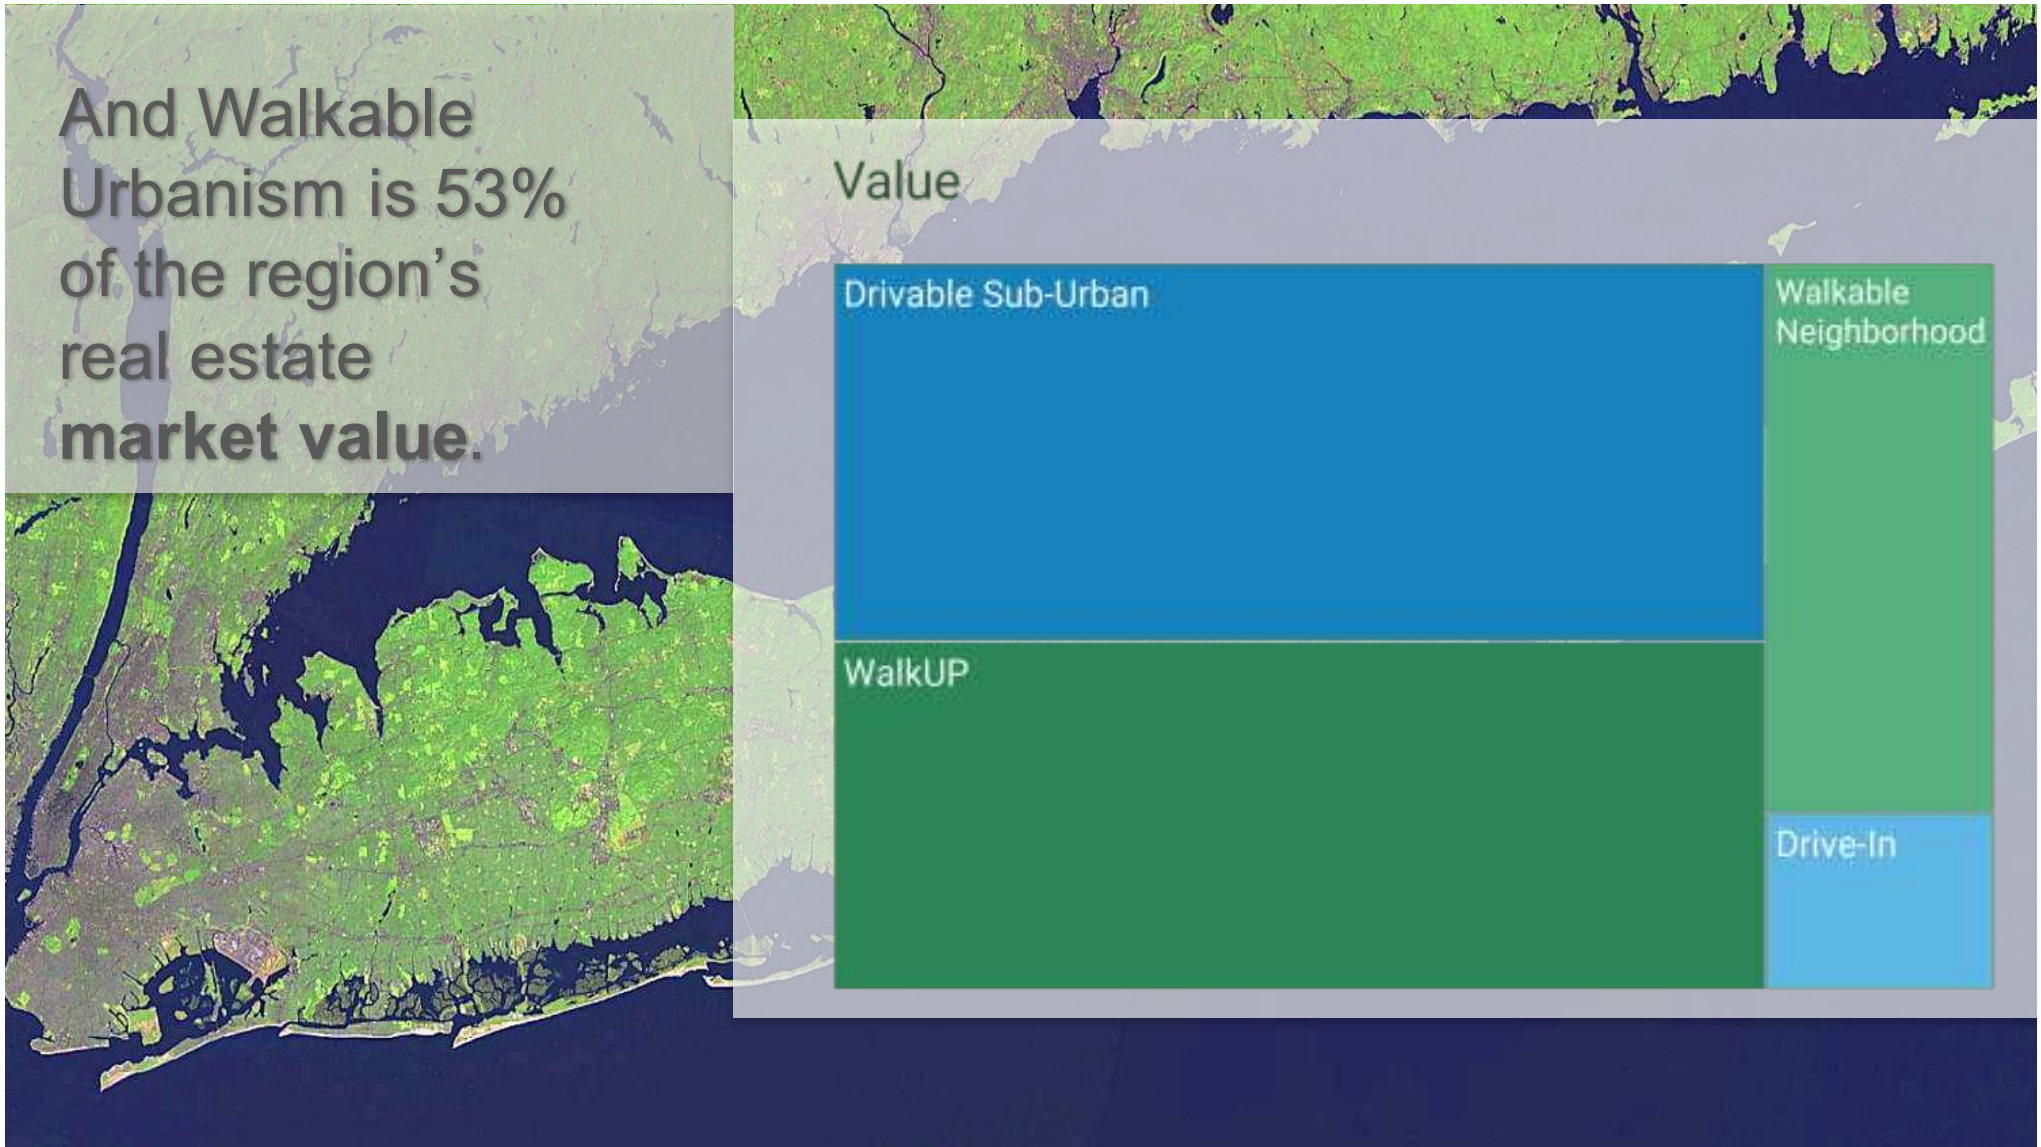 And Walkable
Urbanism is 53%
of the region’s
real estate
market value.
Value
Drivable Sub-Urban
Walkable
Neighborhood
WalkUP
Drive-In